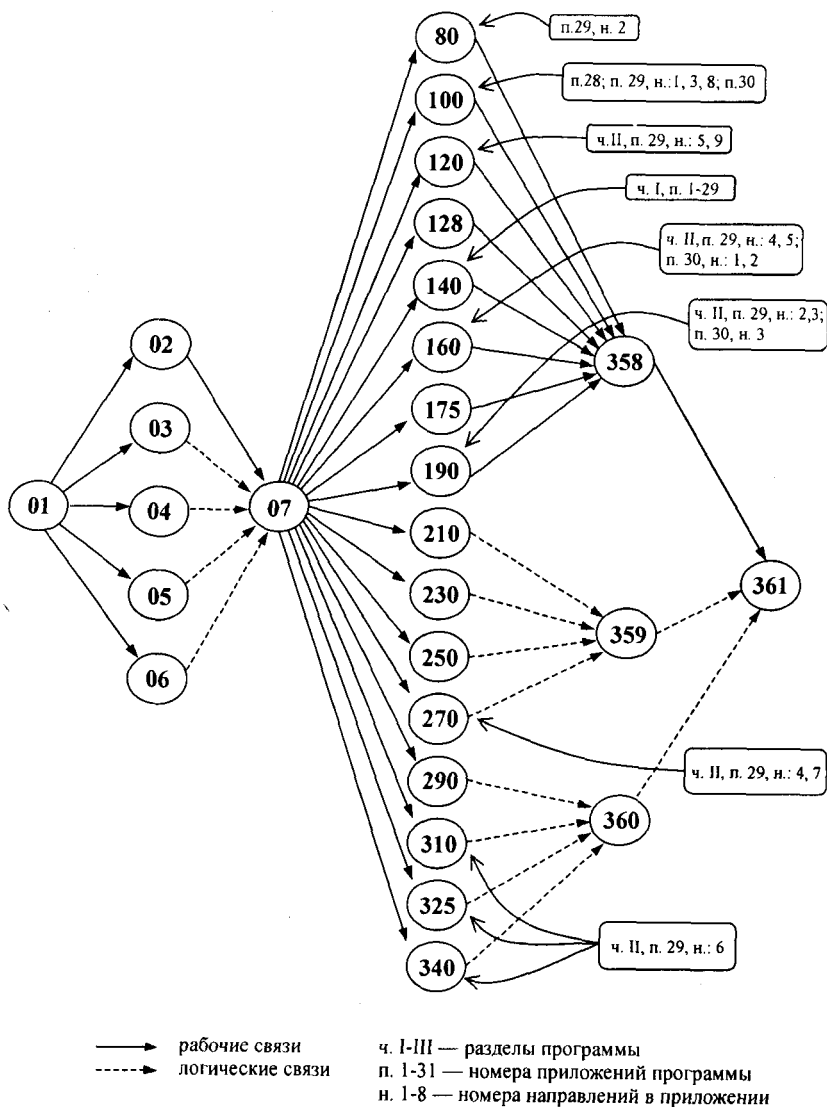 80
п.29, н. 2
100
п.28; п. 29, н.: 1, 3, 8; п.30
120
ч.II, п. 29, н.: 5, 9
ч. I, п. 1-29
128
ч. II, п. 29, н.: 4, 5;
п. 30, н.: 1, 2
140
160
ч. II, п. 29, н.: 2,3;
п. 30, н. 3
02
358
175
03
190
01
04
07
210
05
230
361
359
250
06
270
ч. II, п. 29, н.: 4, 7
290
360
310
325
ч. II, п. 29, н.: 6
340
рабочие связи
логические связи
ч. I-III — разделы программы
п. 1-31 — номера приложений программы
н. 1-8 — номера направлений в приложении